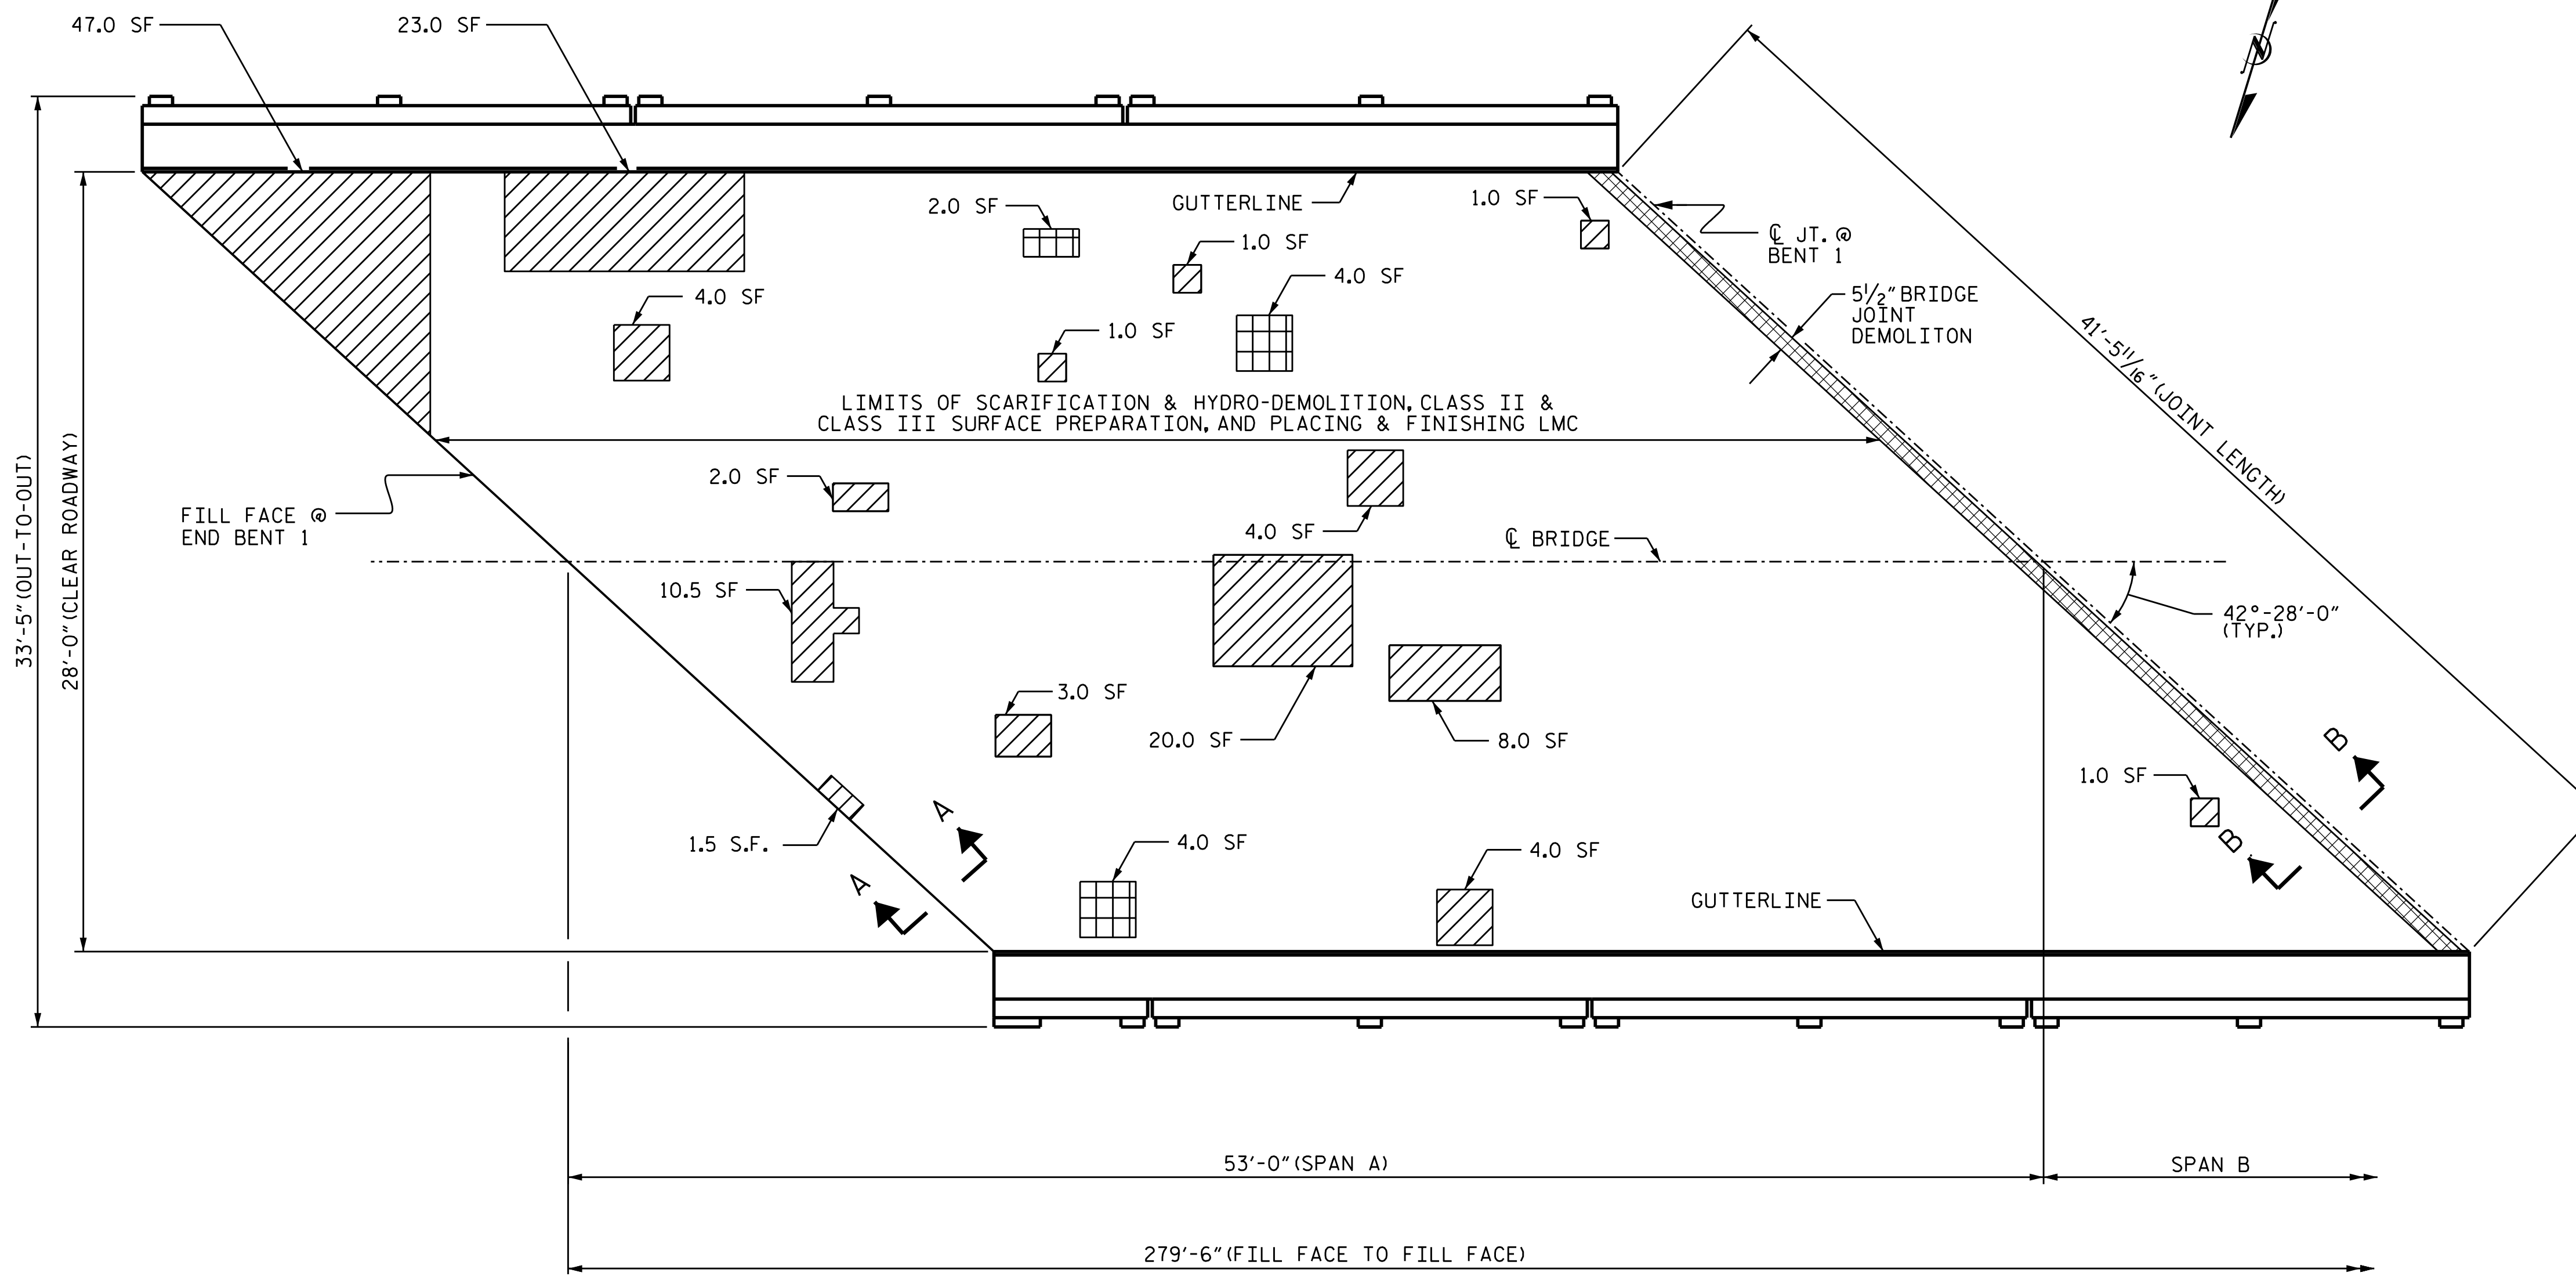 47.0 SF
23.0 SF
N
2.0 SF
GUTTERLINE
1.0 SF
1.0 SF
4.0 SF
4.0 SF
1.0 SF
℄ JT. @
BENT 1
5 1/2" BRIDGE
JOINT
DEMOLITON
41'-5 11/16" (JOINT LENGTH)
LIMITS OF SCARIFICATION & HYDRO-DEMOLITION, CLASS II &
CLASS III SURFACE PREPARATION, AND PLACING & FINISHING LMC
33'-5" (OUT-TO-OUT)
28'-0" (CLEAR ROADWAY)
FILL FACE @
END BENT 1
2.0 SF
4.0 SF
℄ BRIDGE
10.5 SF
42°-28'-0"
(TYP.)
3.0 SF
20.0 SF
8.0 SF
B
B
1.0 SF
A
A
1.5 S.F.
4.0 SF
4.0 SF
GUTTERLINE
53'-0" (SPAN A)
SPAN B
279'-6" (FILL FACE TO FILL FACE)